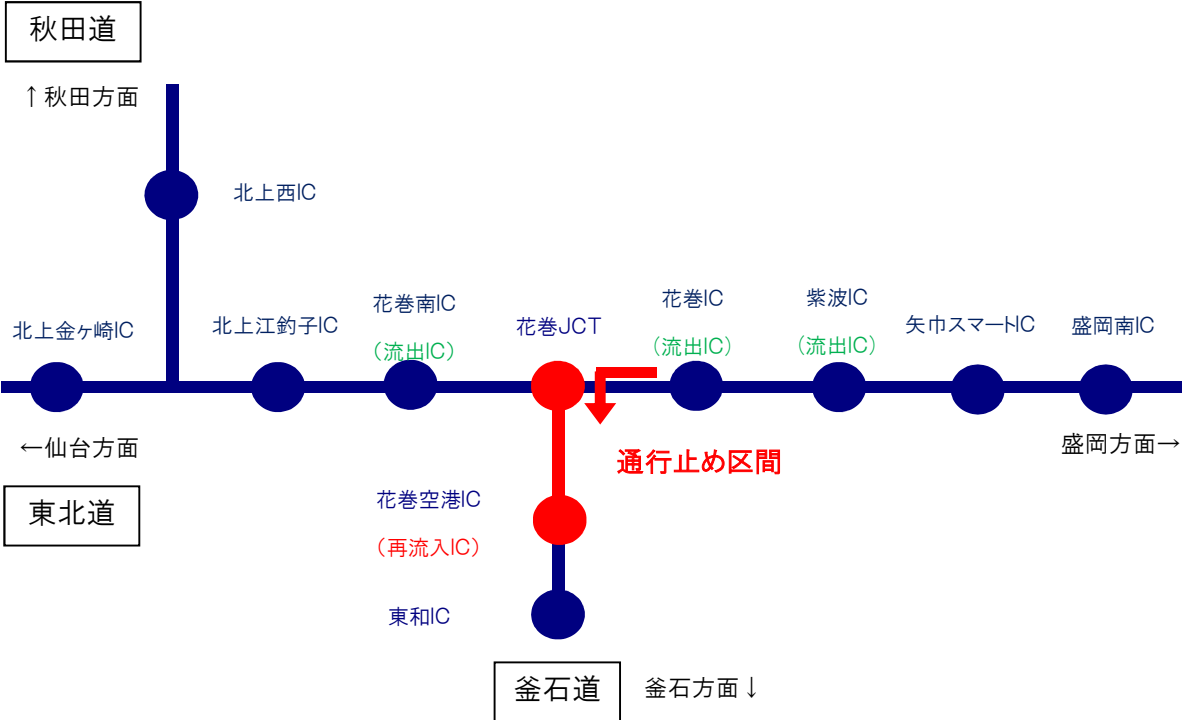 秋田道
↑秋田方面
北上西IC
北上金ヶ崎IC
北上江釣子IC
花巻南IC
（流出IC）
花巻JCT
花巻IC
（流出IC）
紫波IC
（流出IC）
矢巾スマートIC
盛岡南IC
←仙台方面
盛岡方面→
通行止め区間
東北道
花巻空港IC
（再流入IC）
東和IC
釜石道
釜石方面↓